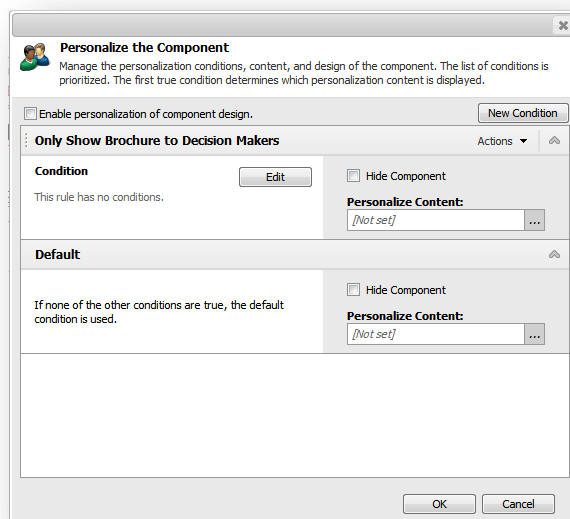 Personalize the Component
Manage the personalization conditions, content, and design of the component. The list of conditions is
prioritized. The first true condition determines which personalization content is displayed.
Enable personalization of component design.
New Condition
Only Show Brochure to Decision Makers
Actions
Condition
Edit
Hide Component
This rule has no conditions.
Personalize Content:
[Not set]
...
Default
Hide Component
If none of the other conditions are true, the default
condition is used.
Personalize Content:
[Not set]
...
OK
Cancel